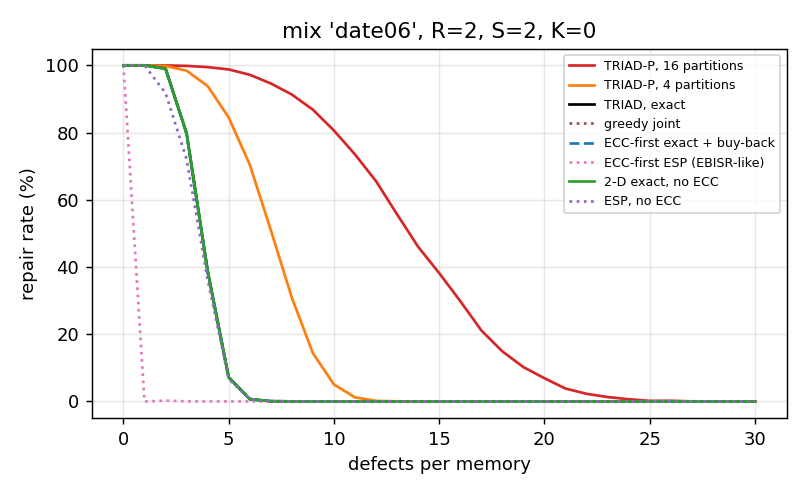 mix 'date06', R=2, S=2, K=0
repair rate (%)
100
80
60
40
20
0
TRIAD-P, 16 partitions
TRIAD-P, 4 partitions
TRIAD, exact
greedy joint
ECC-first exact + buy-back
ECC-first ESP (EBISR-like)
2-D exact, no ECC
ESP, no ECC
0 5 10 15 20 25 30
defects per memory